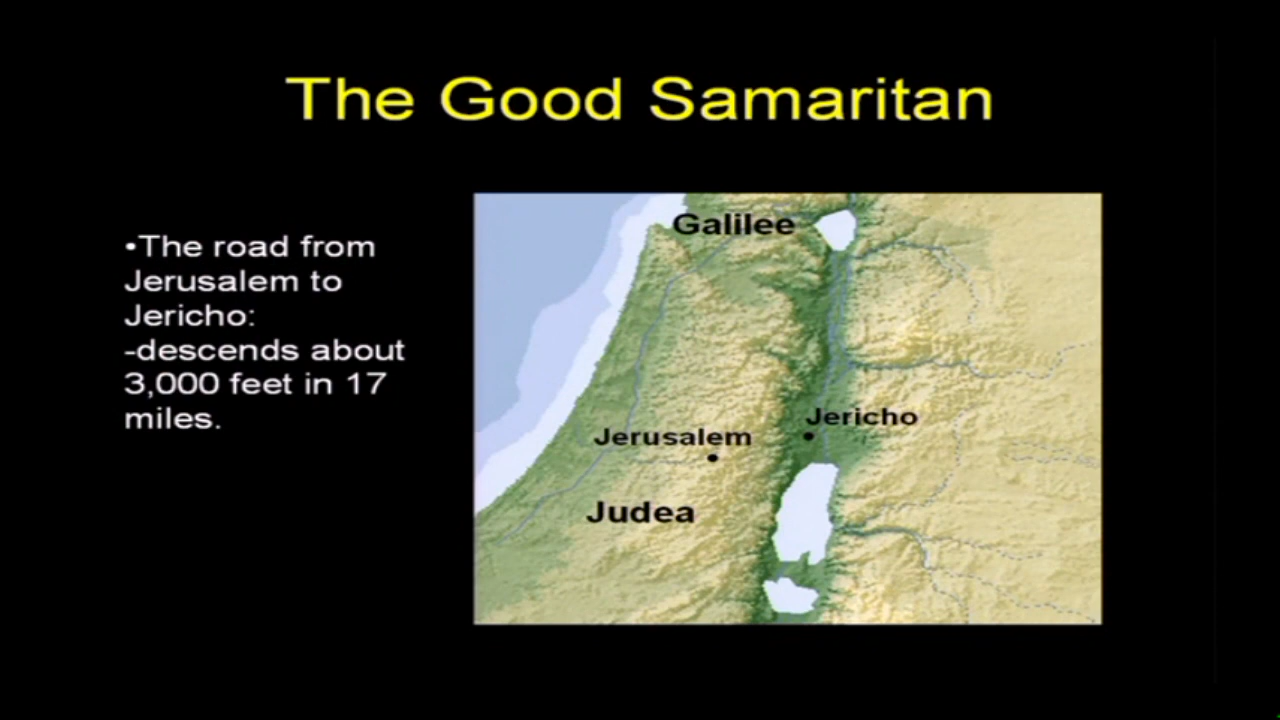 The Good Samaritan
•The road from
Jerusalem to
Jericho:
-descends about
3,000 feet in 17
miles.
Galilee
Jericho
Jerusalem
Judea